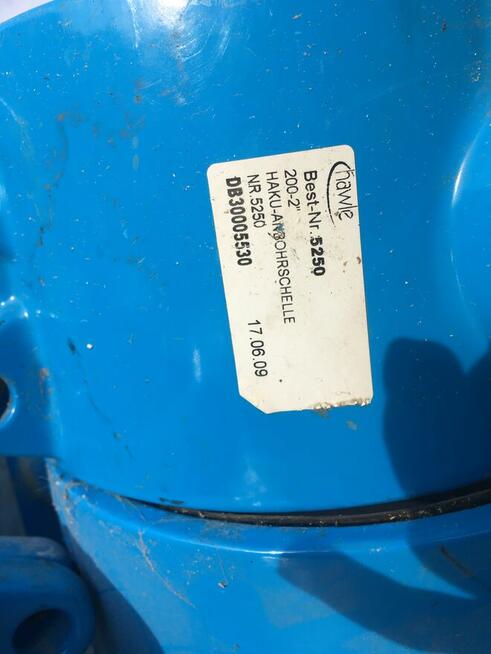 hawle
Best-Nr. 5250
200-2"
HAKU-ANBOHRSCHELLE
NR.5250
DB30005530
17.06.09